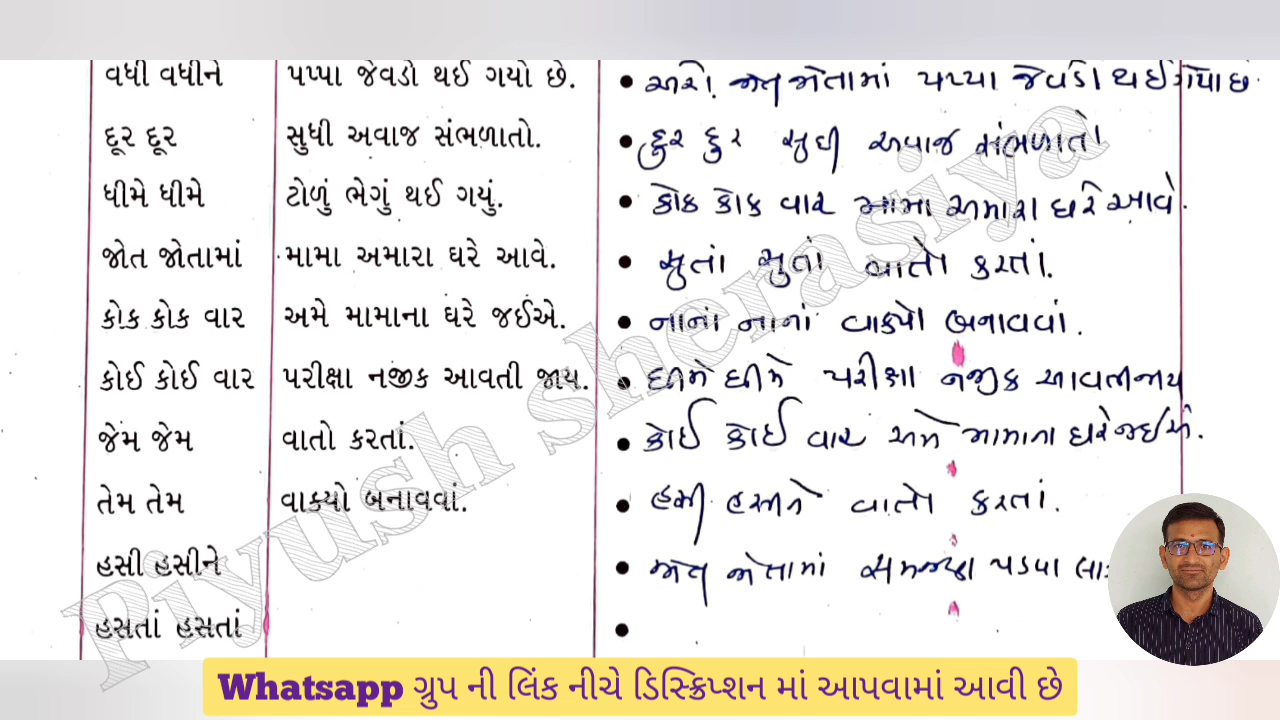 વધી વધીને પપ્પા જેવડો થઈ ગયો છે. • અરે! જોત જોતામાં પપ્પા જેવડો થઈ ગયો છે
દૂર દૂર સુધી અવાજ સંભળાતો. • દુર દુર સુધી અવાજ સંભળાતો
ધીમે ધીમે ટોળું ભેગું થઈ ગયું. • કોક કોક વાર મામા અમારા ઘરે આવે.
જોત જોતામાં મામા અમારા ઘરે આવે. • સુતાં સુતાં વાતો કરતાં.
કોક કોક વાર અમે મામાના ઘરે જઈએ. • નાનાં નાનાં વાક્યો બનાવવાં.
કોઈ કોઈ વાર પરીક્ષા નજીક આવતી જાય. • ધીમે ધીમે પરીક્ષા નજીક આવતી જાય
જેમ જેમ વાતો કરતાં. • કોઈ કોઈ વાર અમે મામાના ઘરે જઈએ.
તેમ તેમ વાક્યો બનાવવાં. • હસી હસીને વાતો કરતાં.
હસી હસીને • જોત જોતામાં સમજણ પડવા
હસતાં હસતાં •
Piyush sherasiya
Whatsapp ગ્રુપ ની લિંક નીચે ડિસ્ક્રિપ્શન માં આપવામાં આવી છે